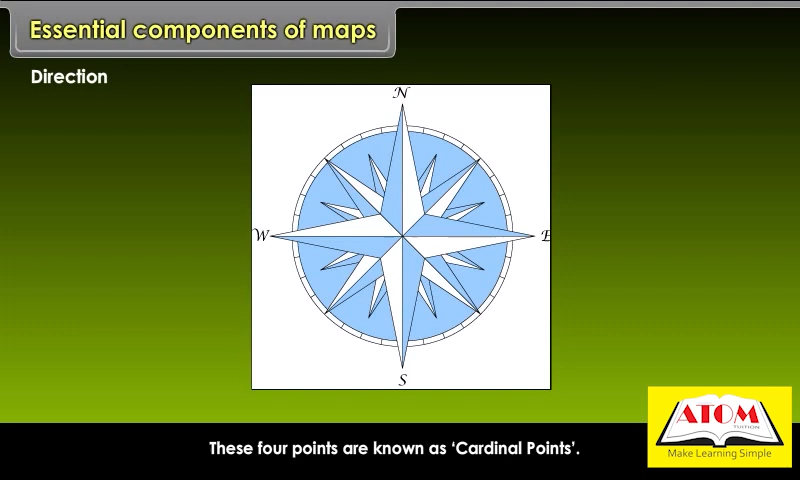 Essential components of maps
Direction
N
W
E
S
These four points are known as ‘Cardinal Points’.
ATOM
TUITION
Make Learning Simple